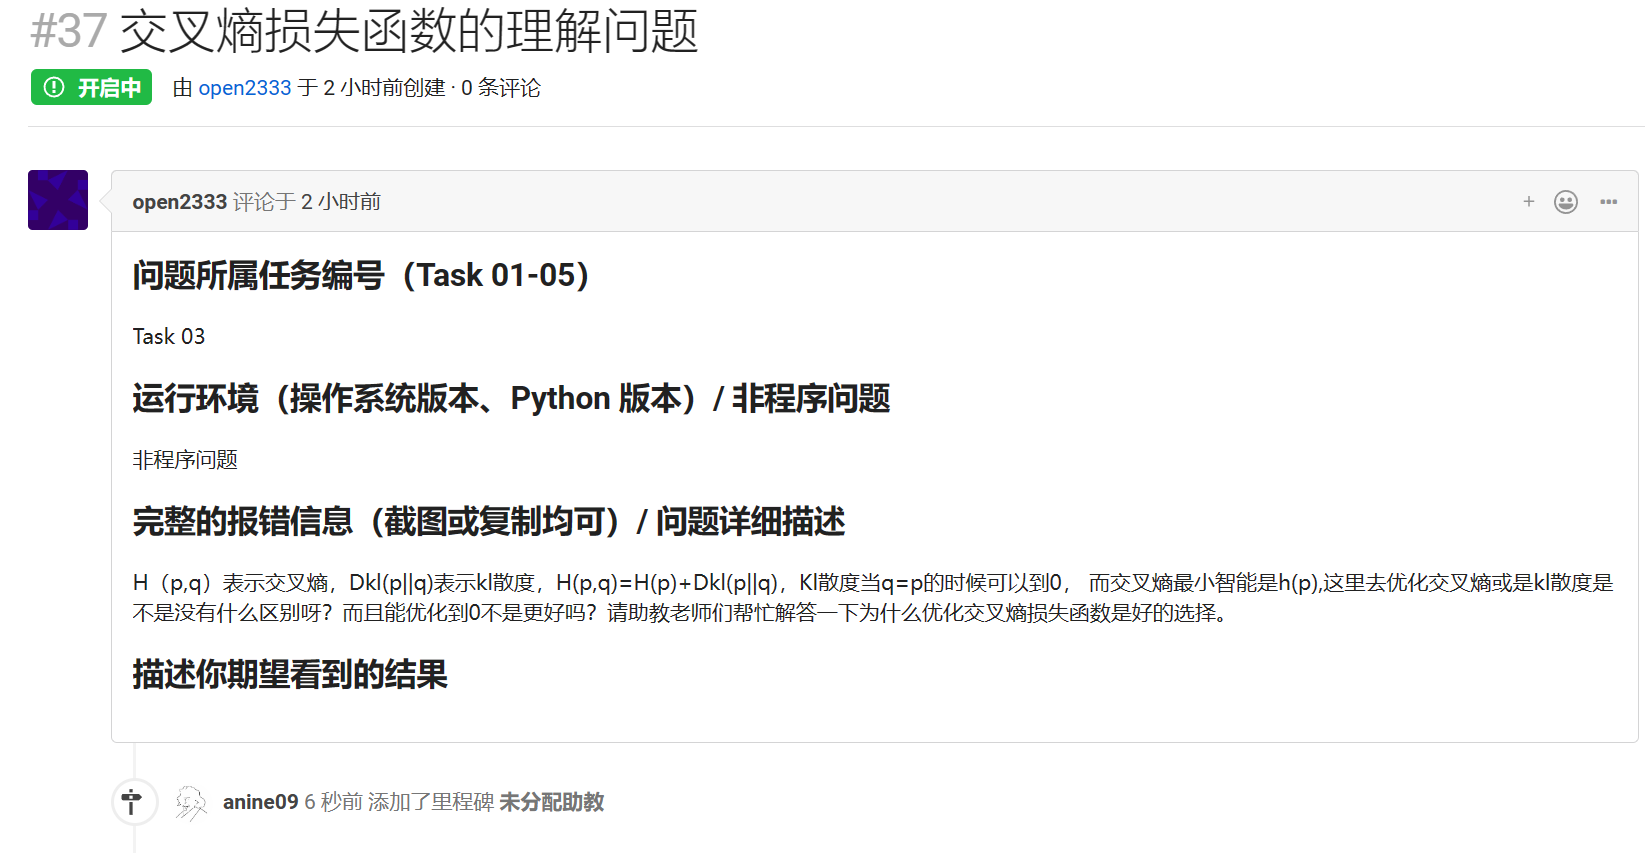 #37 交叉熵损失函数的理解问题
开启中 由 open2333 于 2 小时前创建 · 0 条评论
open2333 评论于 2 小时前
问题所属任务编号（Task 01-05）
Task 03
运行环境（操作系统版本、Python 版本）/ 非程序问题
非程序问题
完整的报错信息（截图或复制均可）/ 问题详细描述
H（p,q）表示交叉熵，Dkl(p||q)表示kl散度，H(p,q)=H(p)+Dkl(p||q)，Kl散度当q=p的时候可以到0， 而交叉熵最小智能是h(p),这里去优化交叉熵或是kl散度是
不是没有什么区别呀？而且能优化到0不是更好吗？请助教老师们帮忙解答一下为什么优化交叉熵损失函数是好的选择。
描述你期望看到的结果
anine09 6 秒前 添加了里程碑 未分配助教